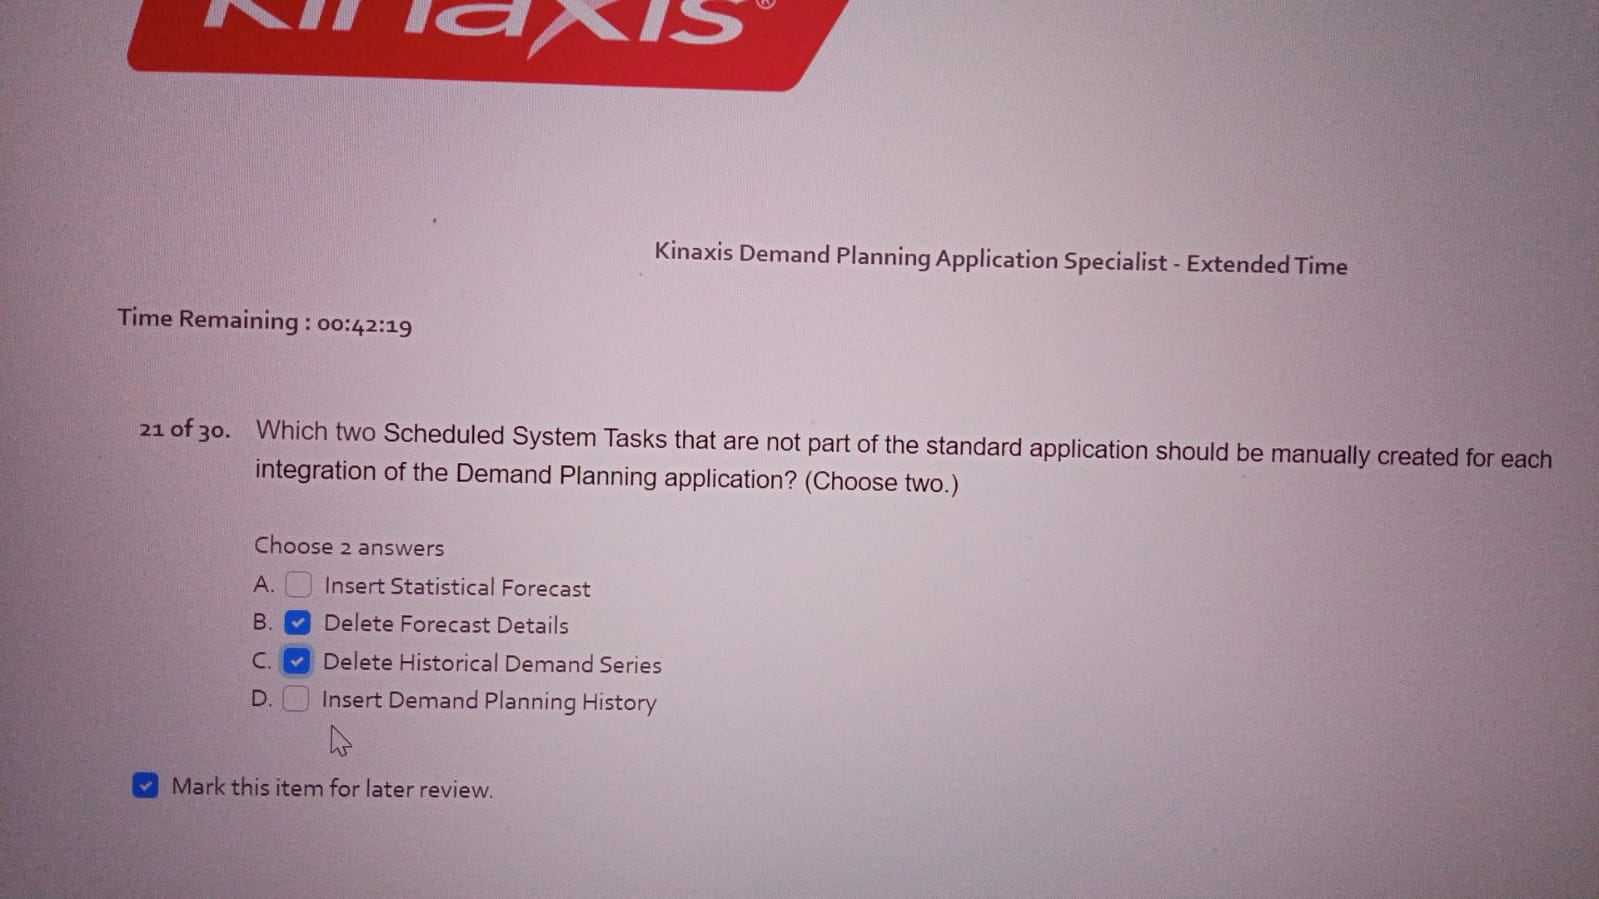 Kinaxis®
Kinaxis Demand Planning Application Specialist - Extended Time
Time Remaining : 00:42:19
21 of 30. Which two Scheduled System Tasks that are not part of the standard application should be manually created for each
integration of the Demand Planning application? (Choose two.)
Choose 2 answers
A. Insert Statistical Forecast
B. Delete Forecast Details
C. Delete Historical Demand Series
D. Insert Demand Planning History
Mark this item for later review.